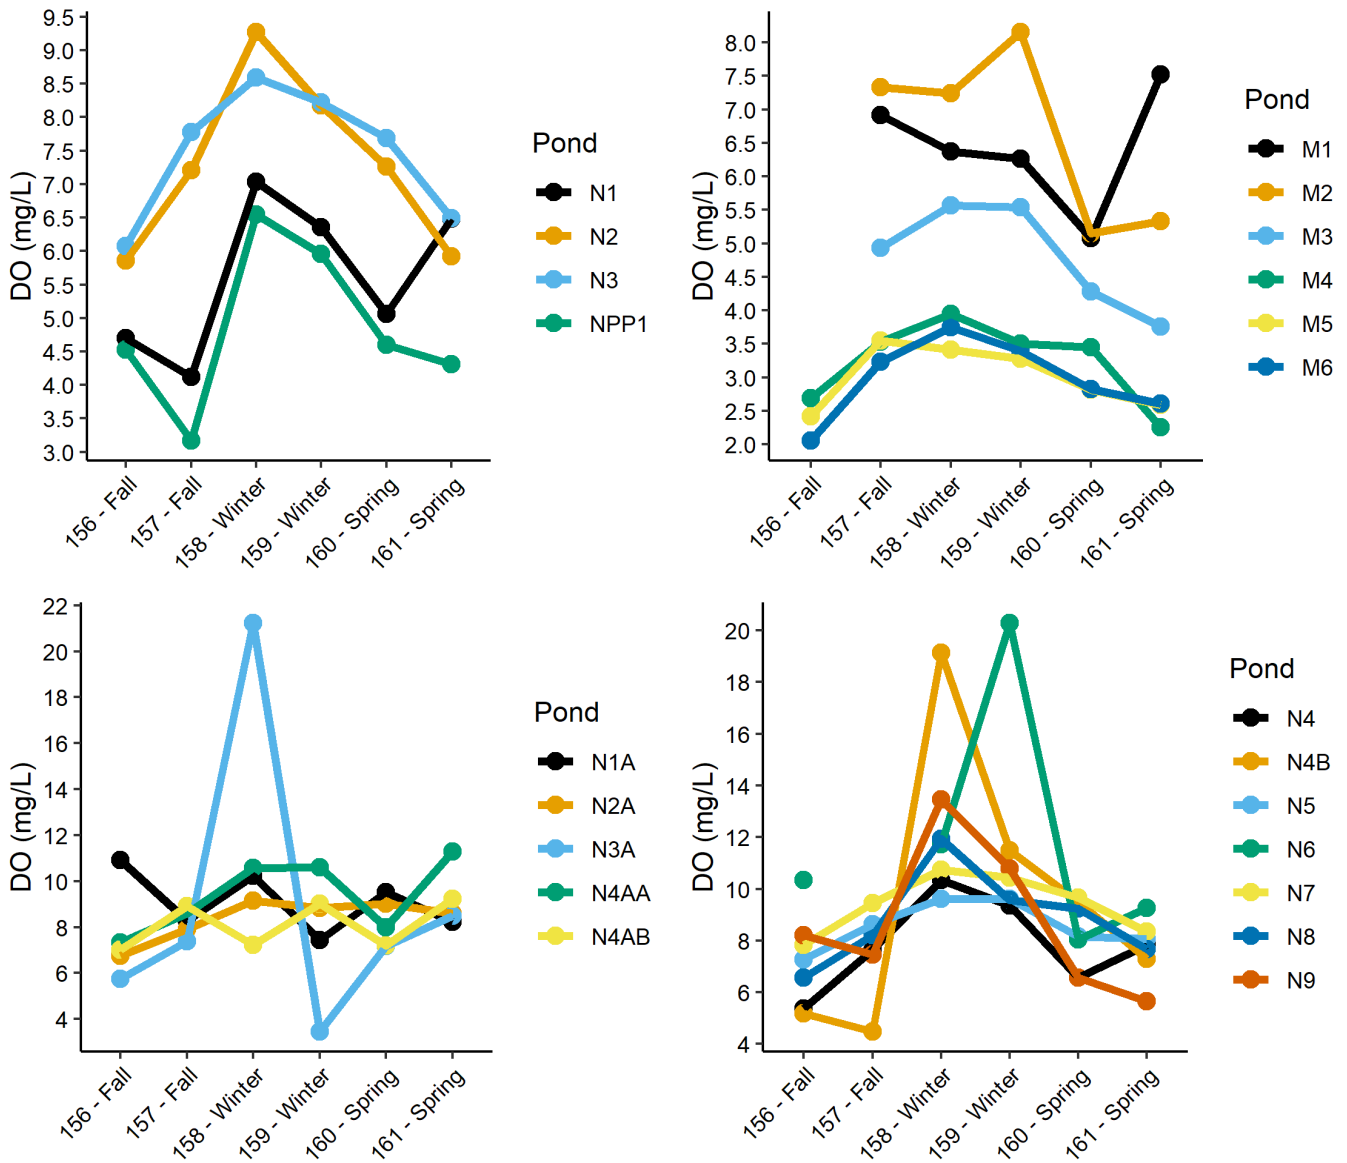 9.5
9.0
8.5
8.0
7.5
7.0
6.5
6.0
5.5
5.0
4.5
4.0
3.5
3.0
DO (mg/L)
156 - Fall
157 - Fall
158 - Winter
159 - Winter
160 - Spring
161 - Spring
Pond
N1
N2
N3
NPP1
8.0
7.5
7.0
6.5
6.0
5.5
5.0
4.5
4.0
3.5
3.0
2.5
2.0
DO (mg/L)
156 - Fall
157 - Fall
158 - Winter
159 - Winter
160 - Spring
161 - Spring
Pond
M1
M2
M3
M4
M5
M6
22
20
18
16
14
12
10
8
6
4
DO (mg/L)
156 - Fall
157 - Fall
158 - Winter
159 - Winter
160 - Spring
161 - Spring
Pond
N1A
N2A
N3A
N4AA
N4AB
20
18
16
14
12
10
8
6
4
DO (mg/L)
156 - Fall
157 - Fall
158 - Winter
159 - Winter
160 - Spring
161 - Spring
Pond
N4
N4B
N5
N6
N7
N8
N9